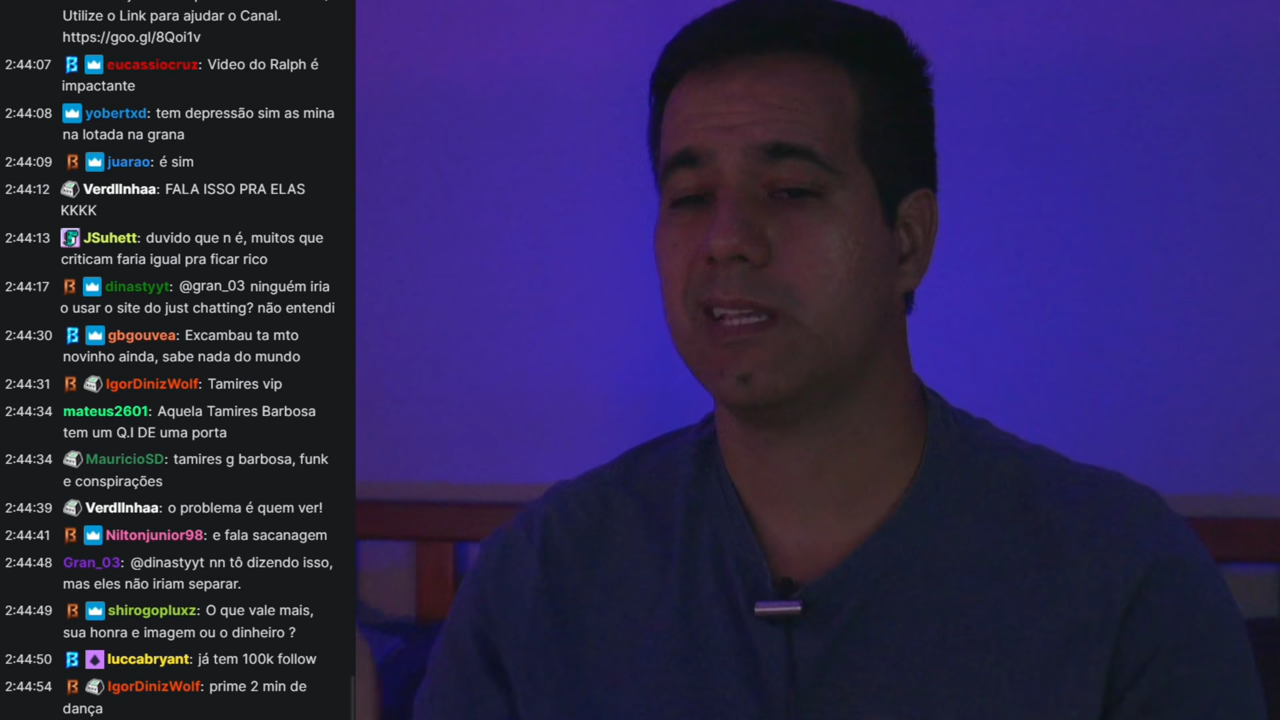 Utilize o Link para ajudar o Canal.
https://goo.gl/8Qoi1v
2:44:07 eucassiocruz: Video do Ralph é
impactante
2:44:08 yobertxd: tem depressão sim as mina
na lotada na grana
2:44:09 juarao: é sim
2:44:12 VerdlInhaa: FALA ISSO PRA ELAS
KKKK
2:44:13 JSuhett: duvido que n é, muitos que
criticam faria igual pra ficar rico
2:44:17 dinastyyt: @gran_03 ninguém iria
o usar o site do just chatting? não entendi
2:44:30 gbgouvea: Excambau ta mto
novinho ainda, sabe nada do mundo
2:44:31 IgorDinizWolf: Tamires vip
2:44:34 mateus2601: Aquela Tamires Barbosa
tem um Q.I DE uma porta
2:44:34 MauricioSD: tamires g barbosa, funk
e conspirações
2:44:39 VerdlInhaa: o problema é quem ver!
2:44:41 Niltonjunior98: e fala sacanagem
2:44:48 Gran_03: @dinastyyt nn tô dizendo isso,
mas eles não iriam separar.
2:44:49 shirogopluxz: O que vale mais,
sua honra e imagem ou o dinheiro ?
2:44:50 luccabryant: já tem 100k follow
2:44:54 IgorDinizWolf: prime 2 min de
dança